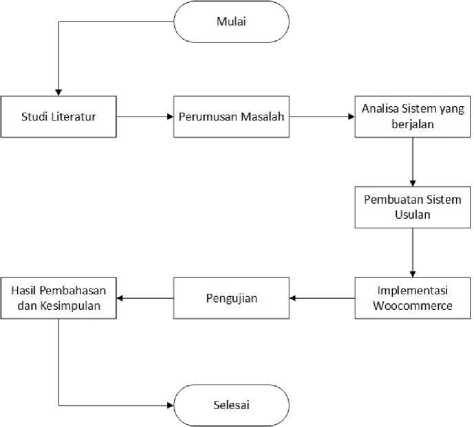 Mulai
Studi Literatur
Perumusan Masalah
Analisa Sistem yang
berjalan
Pembuatan Sistem
Usulan
Implementasi
Woocommerce
Pengujian
Hasil Pembahasan
dan Kesimpulan
Selesai